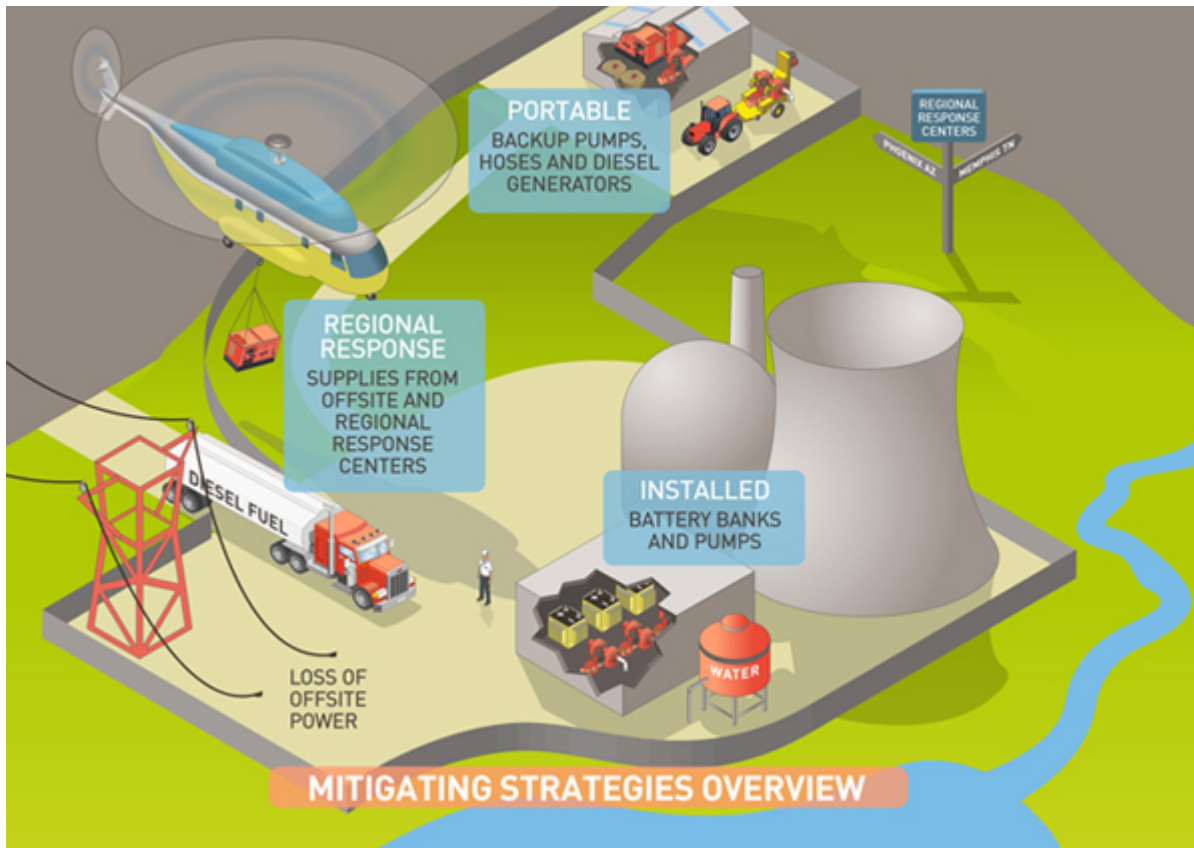 PORTABLE
BACKUP PUMPS,
HOSES AND DIESEL
GENERATORS
REGIONAL
RESPONSE
CENTERS
PHOENIX AZ
MEMPHIS TN
REGIONAL
RESPONSE
SUPPLIES FROM
OFFSITE AND
REGIONAL
RESPONSE
CENTERS
DIESEL FUEL
INSTALLED
BATTERY BANKS
AND PUMPS
WATER
LOSS OF
OFFSITE
POWER
MITIGATING STRATEGIES OVERVIEW